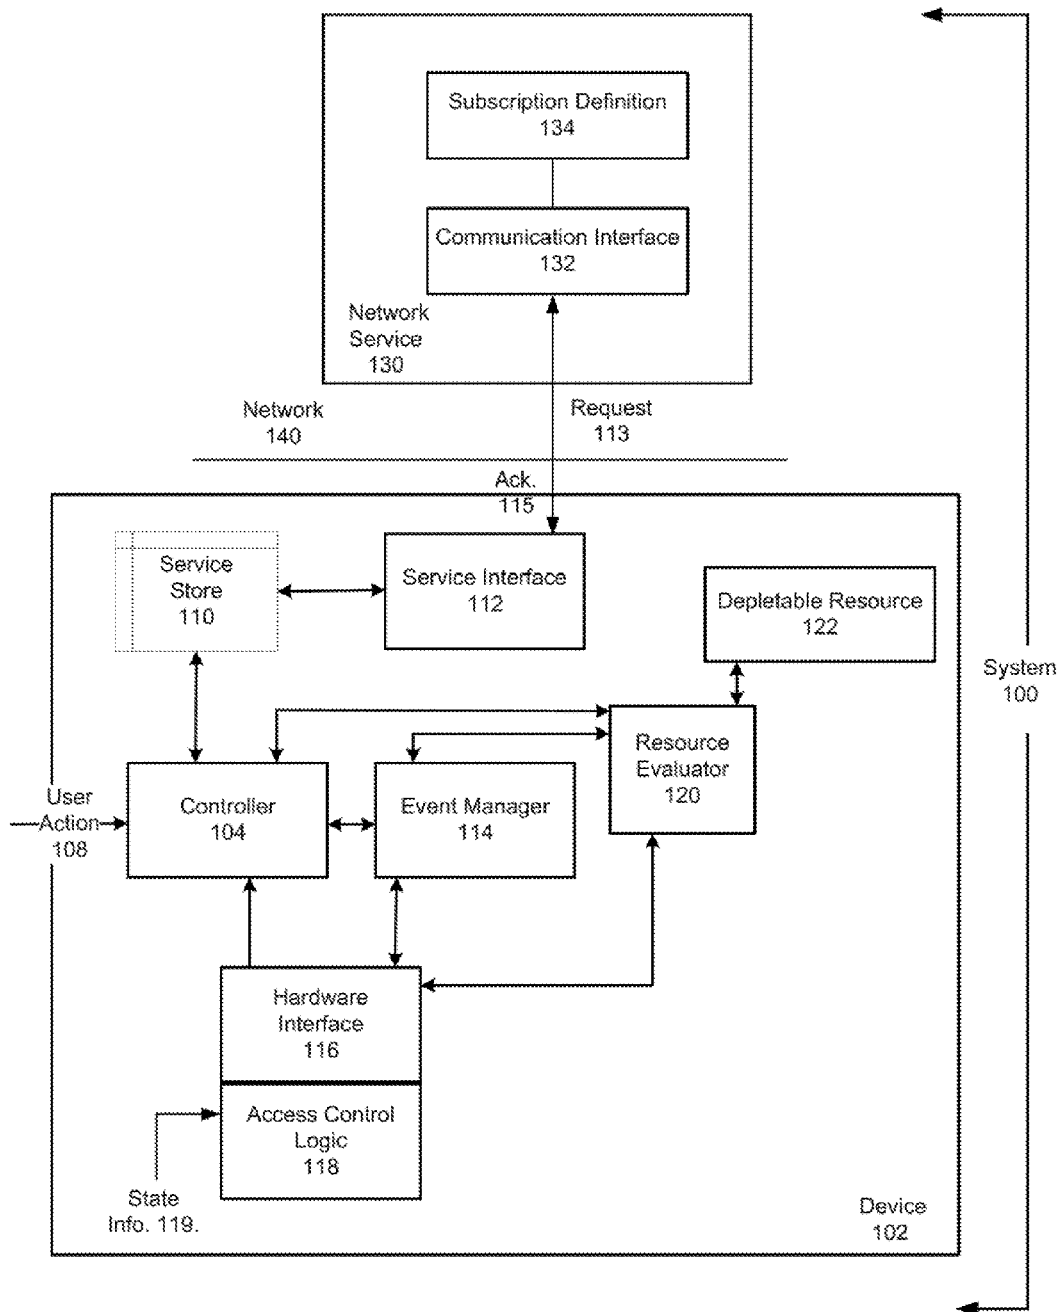 Subscription Definition
134
Communication Interface
132
Network
Service
130
Network
140
Request
113
Ack.
115
Service
Store
110
Service Interface
112
Depletable Resource
122
System
100
Resource
Evaluator
120
User
Action
108
Controller
104
Event Manager
114
Hardware
Interface
116
Access Control
Logic
118
State
Info. 119.
Device
102